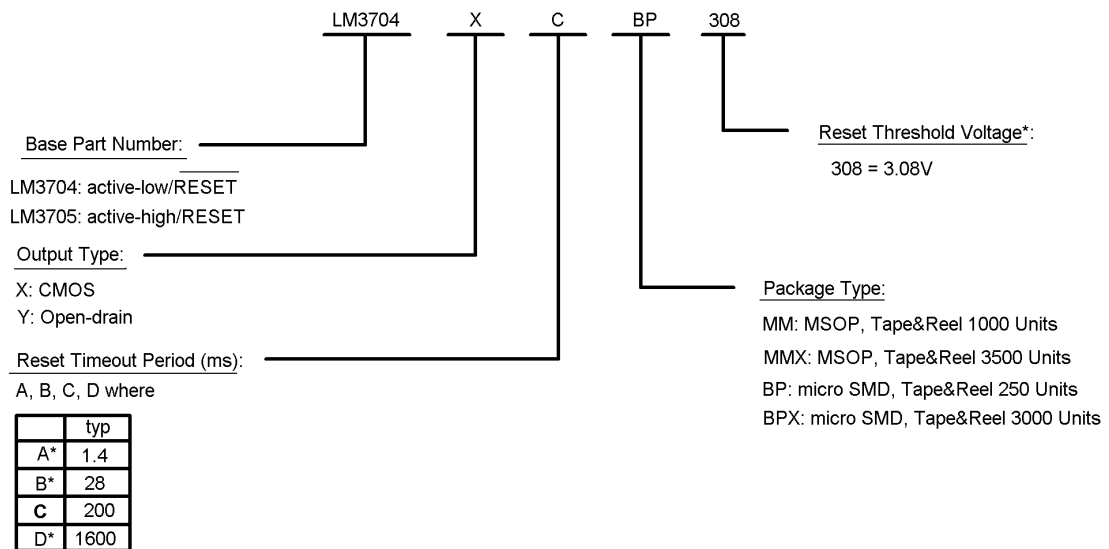 LM3704 X C BP 308
Base Part Number:
LM3704: active-low/RESET
LM3705: active-high/RESET
Output Type:
X: CMOS
Y: Open-drain
Reset Timeout Period (ms):
A, B, C, D where
typ
A* 1.4
B* 28
C 200
D* 1600
Reset Threshold Voltage*:
308 = 3.08V
Package Type:
MM: MSOP, Tape&Reel 1000 Units
MMX: MSOP, Tape&Reel 3500 Units
BP: micro SMD, Tape&Reel 250 Units
BPX: micro SMD, Tape&Reel 3000 Units